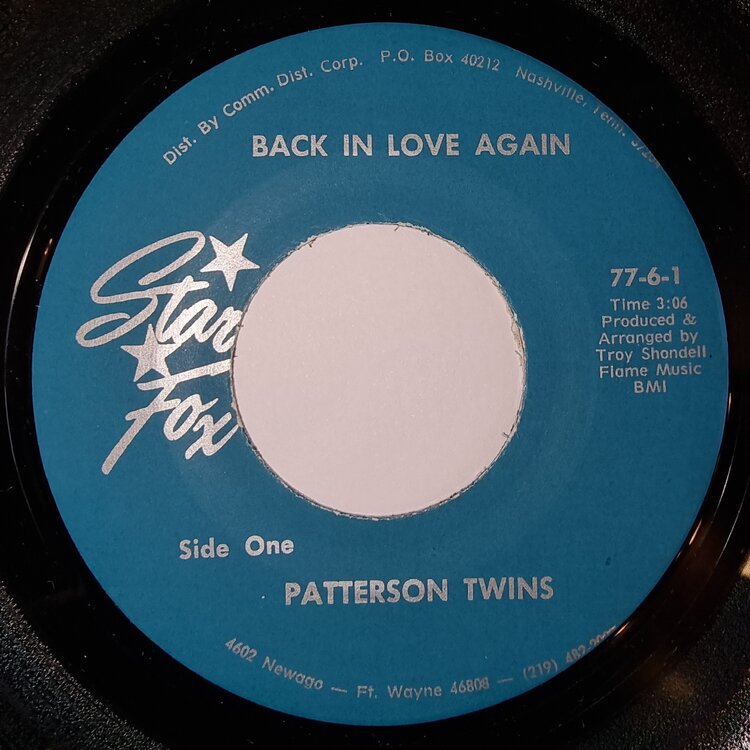 Dist. By Comm. Dist. Corp. P.O. Box 40212 Nashville, Tenn.
BACK IN LOVE AGAIN
Star
Fox
77-6-1
Time 3:06
Produced &
Arranged by
Troy Shondell
Flame Music
BMI
Side One
PATTERSON TWINS
4602 Newago — Ft. Wayne 46808 — (219)